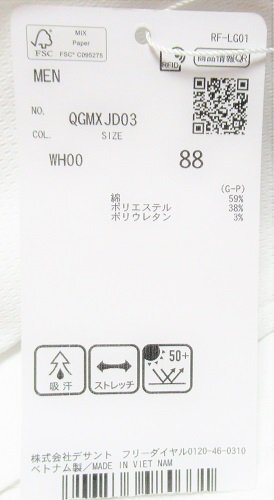 RF-LG01
MIX
Paper
FSC
FSC® C095275
RFID
商品情報QR
MEN
NO. QGMXJD03
COL. SIZE
WH00 88
(G-P)
綿 59%
ポリエステル 38%
ポリウレタン 3%
50+
吸汗
ストレッチ
株式会社デサント フリーダイヤル0120-46-0310
ベトナム製/MADE IN VIET NAM